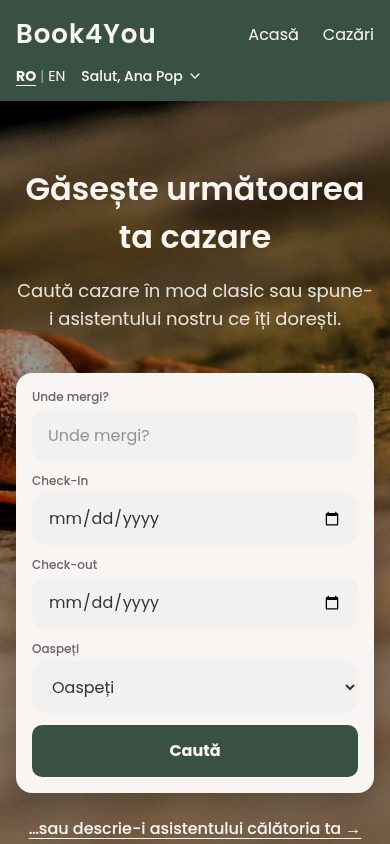 Book4You
Acasă
Cazări
RO | EN
Salut, Ana Pop
Găsește următoarea
ta cazare
Caută cazare în mod clasic sau spune-
i asistentului nostru ce îți dorești.
Unde mergi?
Unde mergi?
Check-in
mm/dd/yyyy
Check-out
mm/dd/yyyy
Oaspeți
Oaspeți
Caută
...sau descrie-i asistentului călătoria ta →